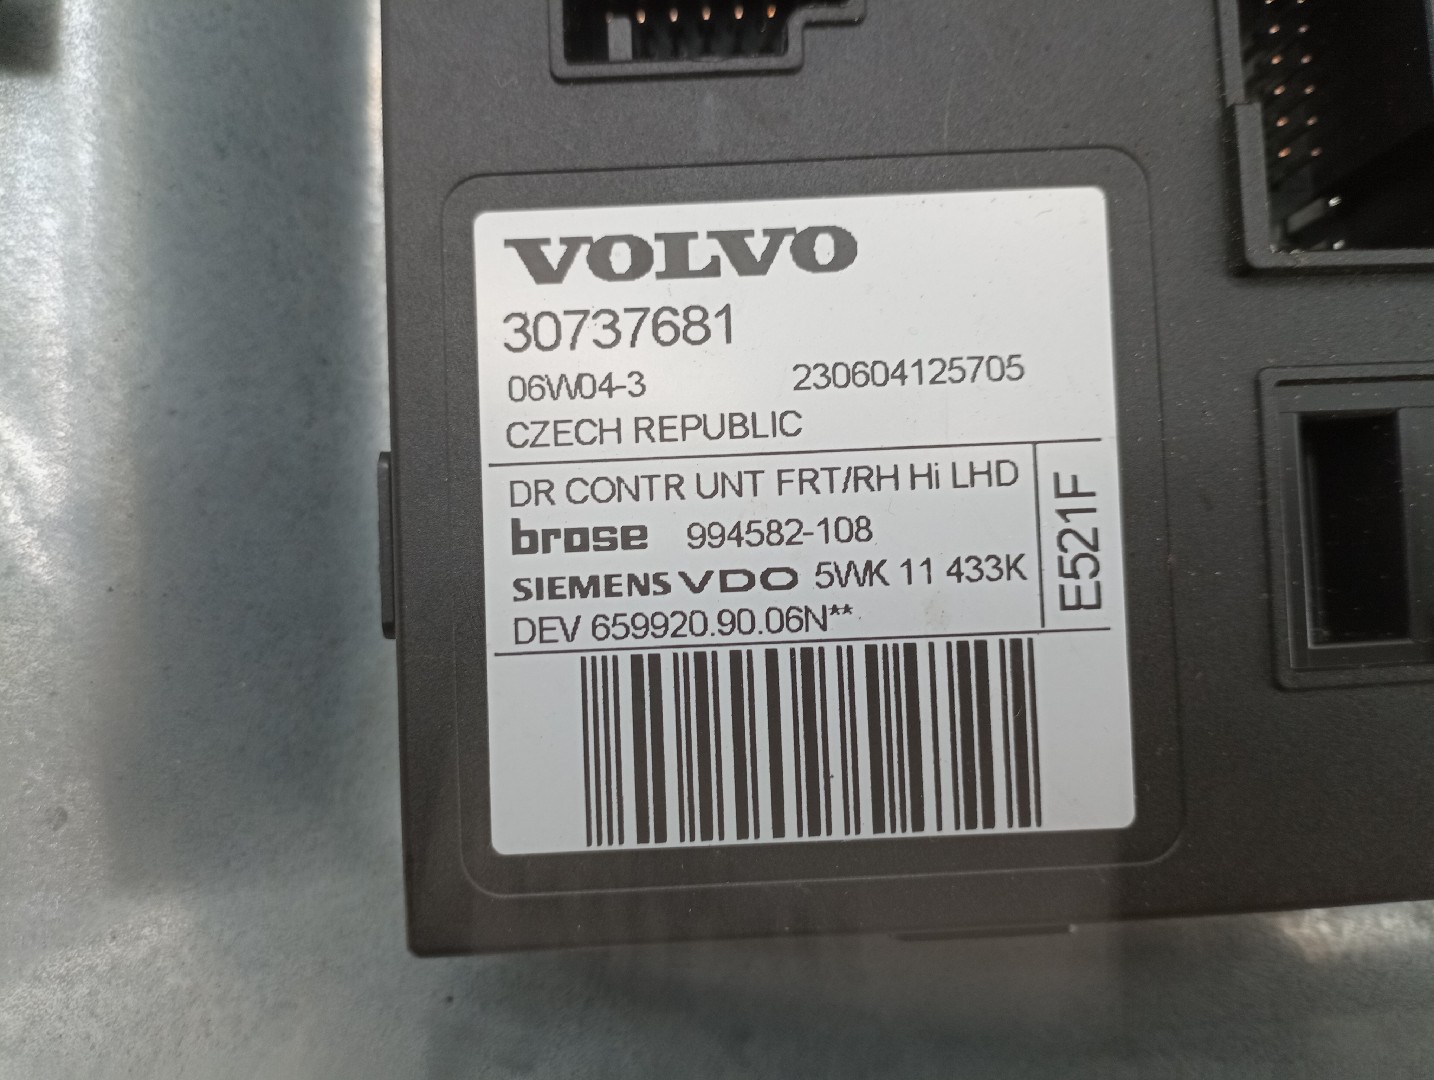 VOLVO
30737681
06W04-3 230604125705
CZECH REPUBLIC
DR CONTR UNT FRT/RH Hi LHD
brose 994582-108
SIEMENS VDO 5WK 11 433K
DEV 659920.90.06N**
E521F